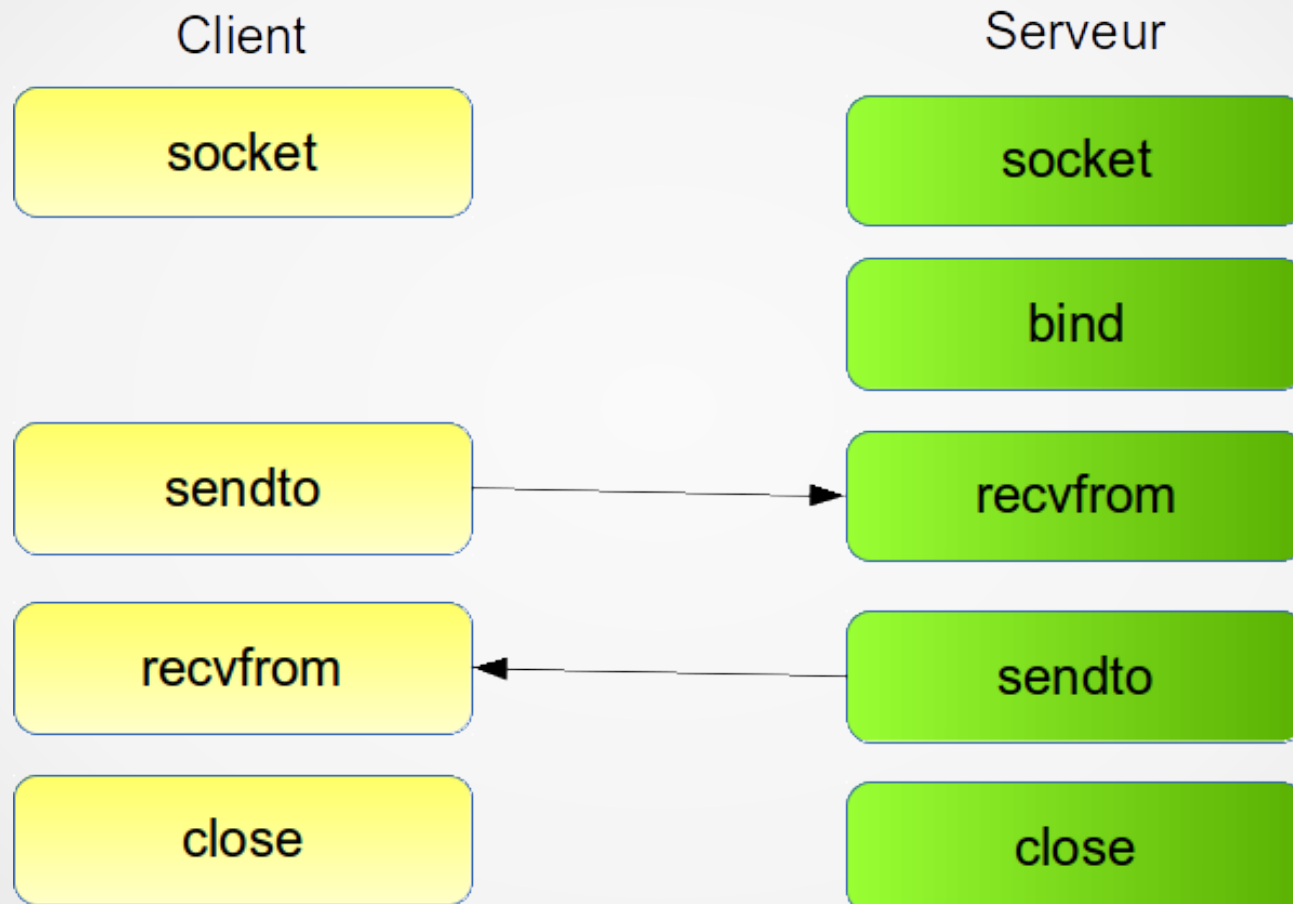 Client
Serveur
socket
socket
bind
sendto
recvfrom
recvfrom
sendto
close
close